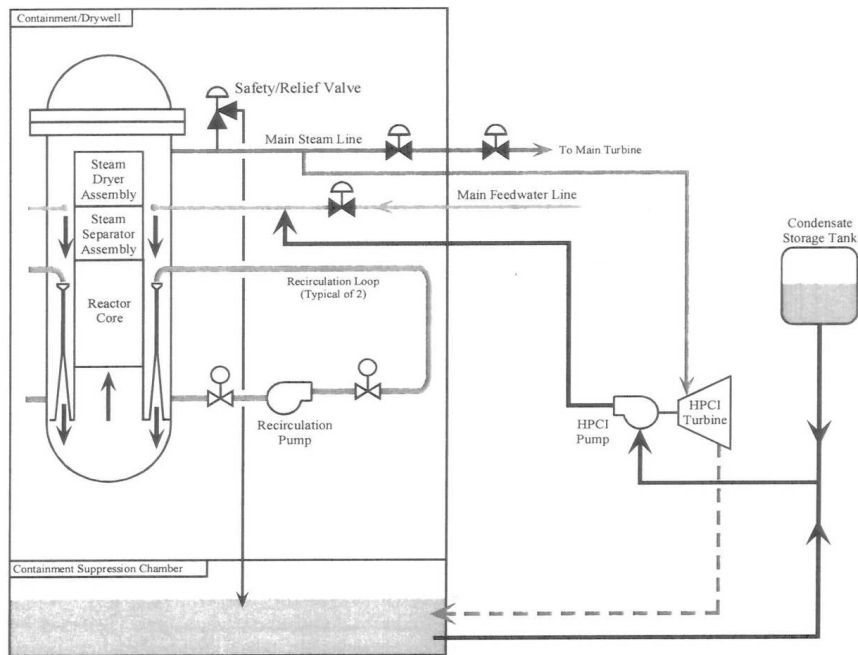 Containment/Drywell
Safety/Relief Valve
Main Steam Line
To Main Turbine
Steam
Dryer
Assembly
Main Feedwater Line
Steam
Separator
Assembly
Condensate
Storage Tank
Recirculation Loop
(Typical of 2)
Reactor
Core
HPCI
Pump
HPCI
Turbine
Recirculation
Pump
Containment Suppression Chamber